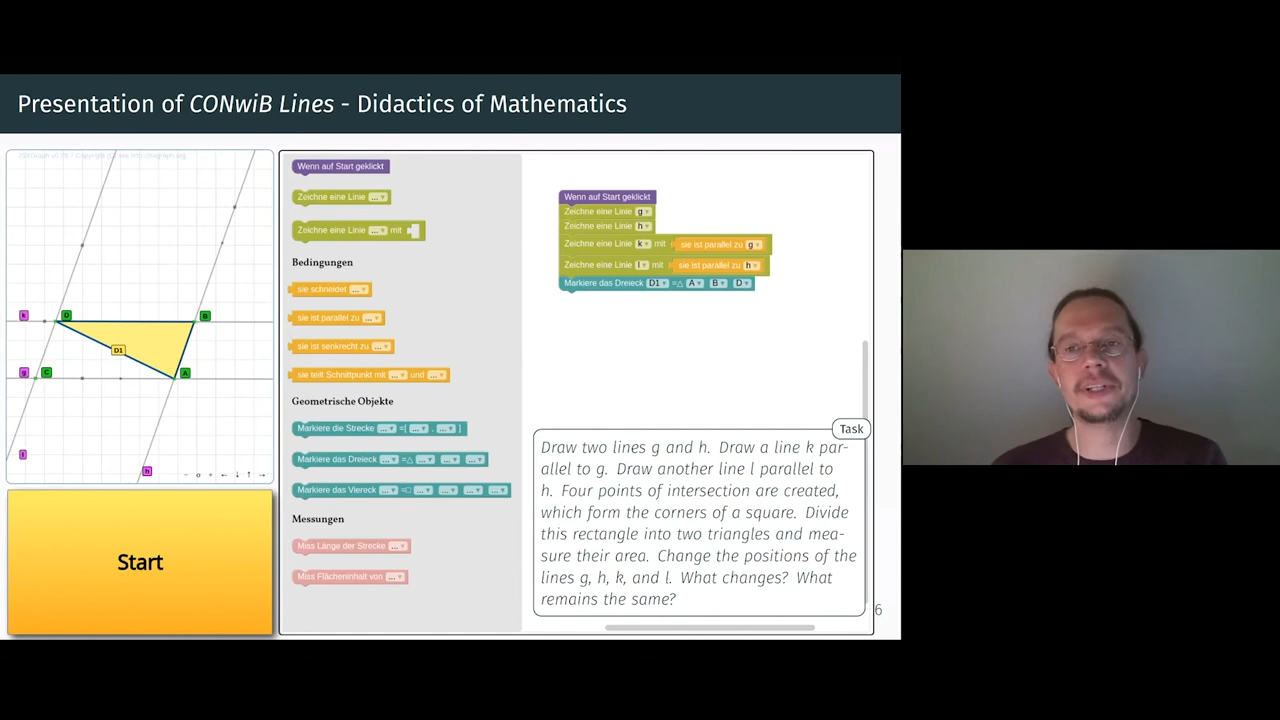 Presentation of CONwiB Lines - Didactics of Mathematics
k
D
B
D1
g
C
A
l
h
− o + ← ↓ ↑ →
Start
Wenn auf Start geklickt
Zeichne eine Linie ...
Zeichne eine Linie ... mit
Bedingungen
sie schneidet ...
sie ist parallel zu ...
sie ist senkrecht zu ...
sie teilt Schnittpunkt mit ... und ...
Geometrische Objekte
Markiere die Strecke ... =[ ... , ... ]
Markiere das Dreieck ... =△ ... ... ...
Markiere das Viereck ... =□ ... ... ... ...
Messungen
Miss Länge der Strecke ...
Miss Flächeninhalt von ...
Wenn auf Start geklickt
Zeichne eine Linie g
Zeichne eine Linie h
Zeichne eine Linie k mit sie ist parallel zu g
Zeichne eine Linie l mit sie ist parallel zu h
Markiere das Dreieck D1 =△ A B D
Task
Draw two lines g and h. Draw a line k par-
allel to g. Draw another line l parallel to
h. Four points of intersection are created,
which form the corners of a square. Divide
this rectangle into two triangles and mea-
sure their area. Change the positions of the
lines g, h, k, and l. What changes? What
remains the same?
6